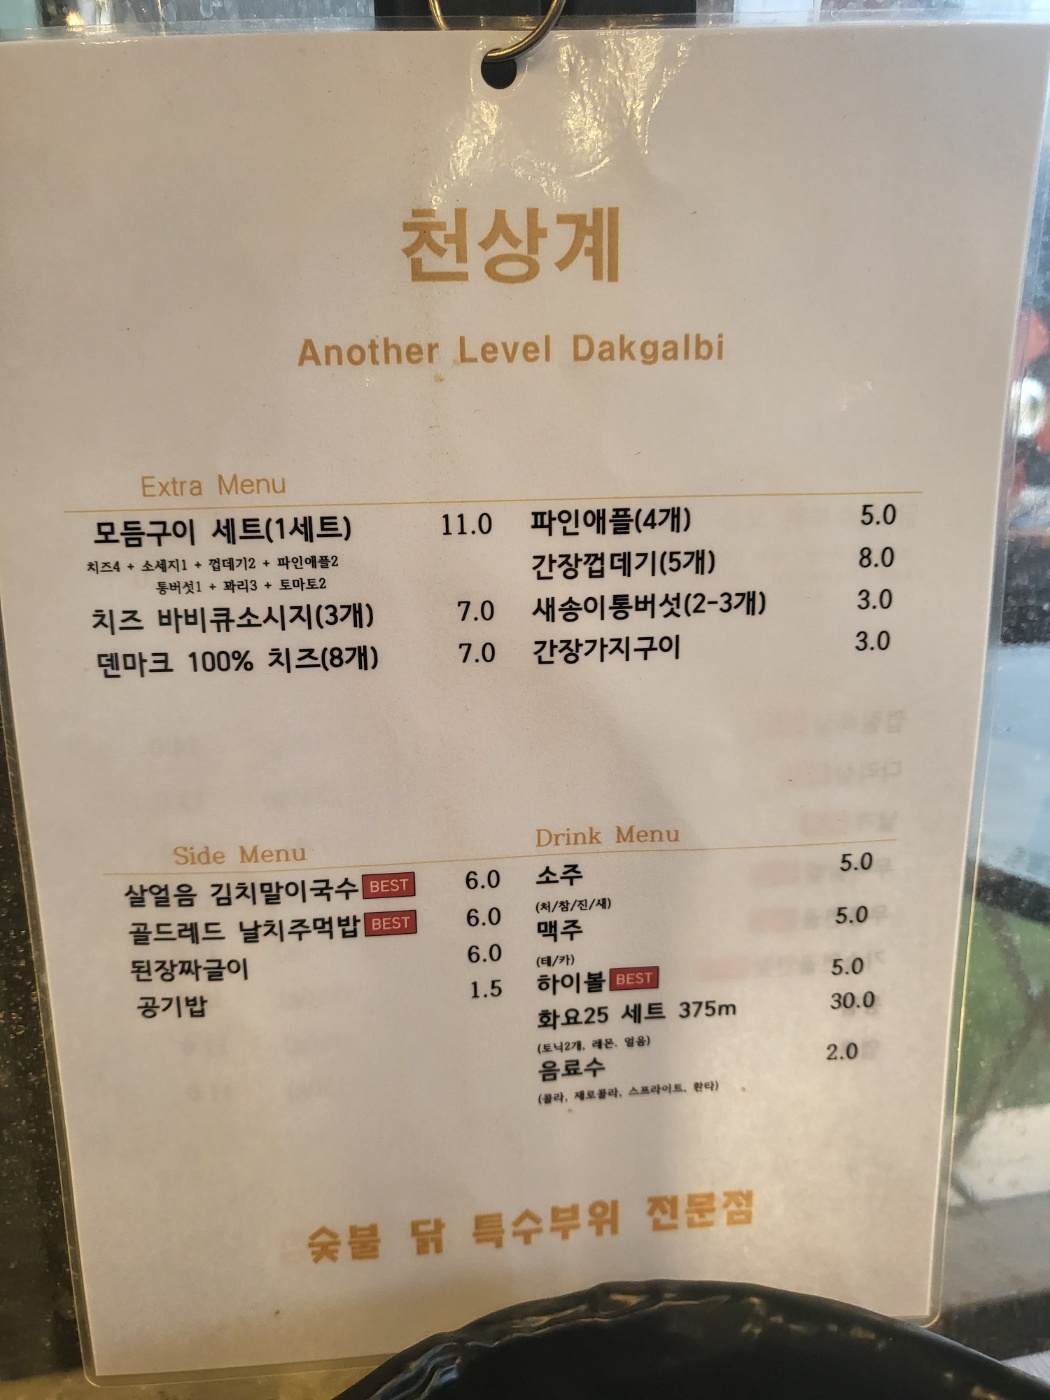 천상계
Another Level Dakgalbi
Extra Menu
모듬구이 세트(1세트) 11.0
치즈4 + 소세지1 + 껍데기2 + 파인애플2
통버섯1 + 꽈리3 + 토마토2
치즈 바비큐소시지(3개) 7.0
덴마크 100% 치즈(8개) 7.0
파인애플(4개) 5.0
간장껍데기(5개) 8.0
새송이통버섯(2-3개) 3.0
간장가지구이 3.0
Side Menu
살얼음 김치말이국수 BEST 6.0
골드레드 날치주먹밥 BEST 6.0
된장짜글이 6.0
공기밥 1.5
Drink Menu
소주 5.0
(처/참/진/새)
맥주 5.0
(테/카)
하이볼 BEST 5.0
화요25 세트 375m 30.0
(토닉2개, 레몬, 얼음)
음료수 2.0
(콜라, 제로콜라, 스프라이트, 환타)
숯불 닭 특수부위 전문점